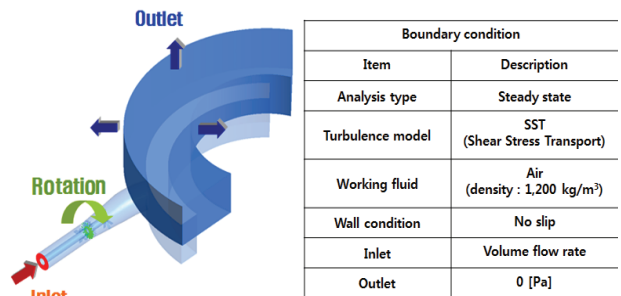 Outlet
Rotation
Inlet
Boundary condition
Item Description
Analysis type Steady state
Turbulence model SST
(Shear Stress Transport)
Working fluid Air
(density : 1,200 kg/m³)
Wall condition No slip
Inlet Volume flow rate
Outlet 0 [Pa]